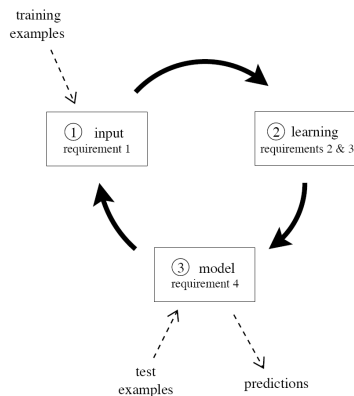 training
examples
① input
requirement 1
② learning
requirements 2 & 3
③ model
requirement 4
test
examples
predictions